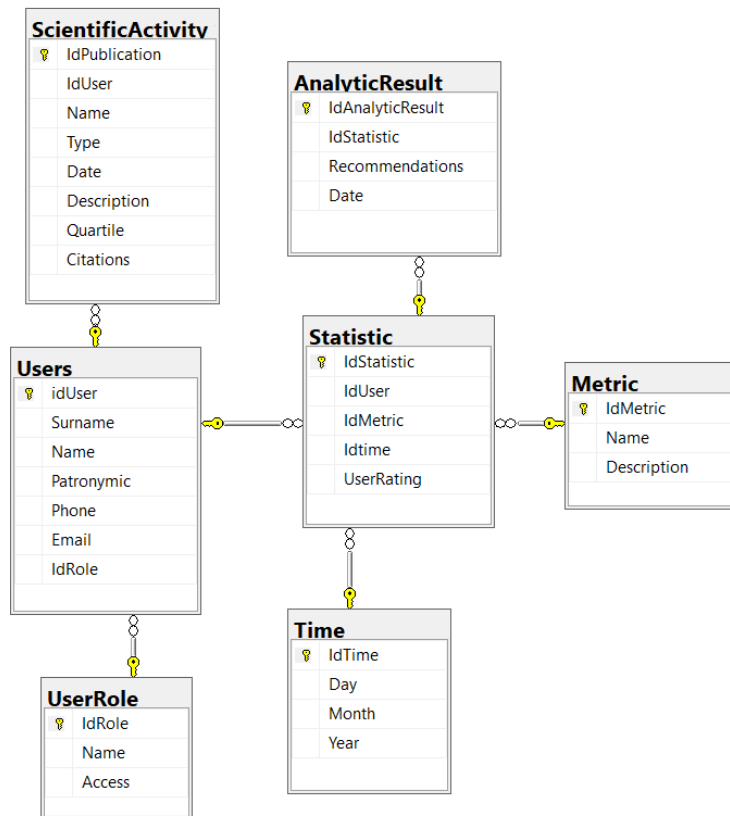 ScientificActivity
IdPublication
IdUser
Name
Type
Date
Description
Quartile
Citations
AnalyticResult
IdAnalyticResult
IdStatistic
Recommendations
Date
Statistic
IdStatistic
IdUser
IdMetric
Idtime
UserRating
Users
idUser
Surname
Name
Patronymic
Phone
Email
IdRole
Metric
IdMetric
Name
Description
Time
IdTime
Day
Month
Year
UserRole
IdRole
Name
Access